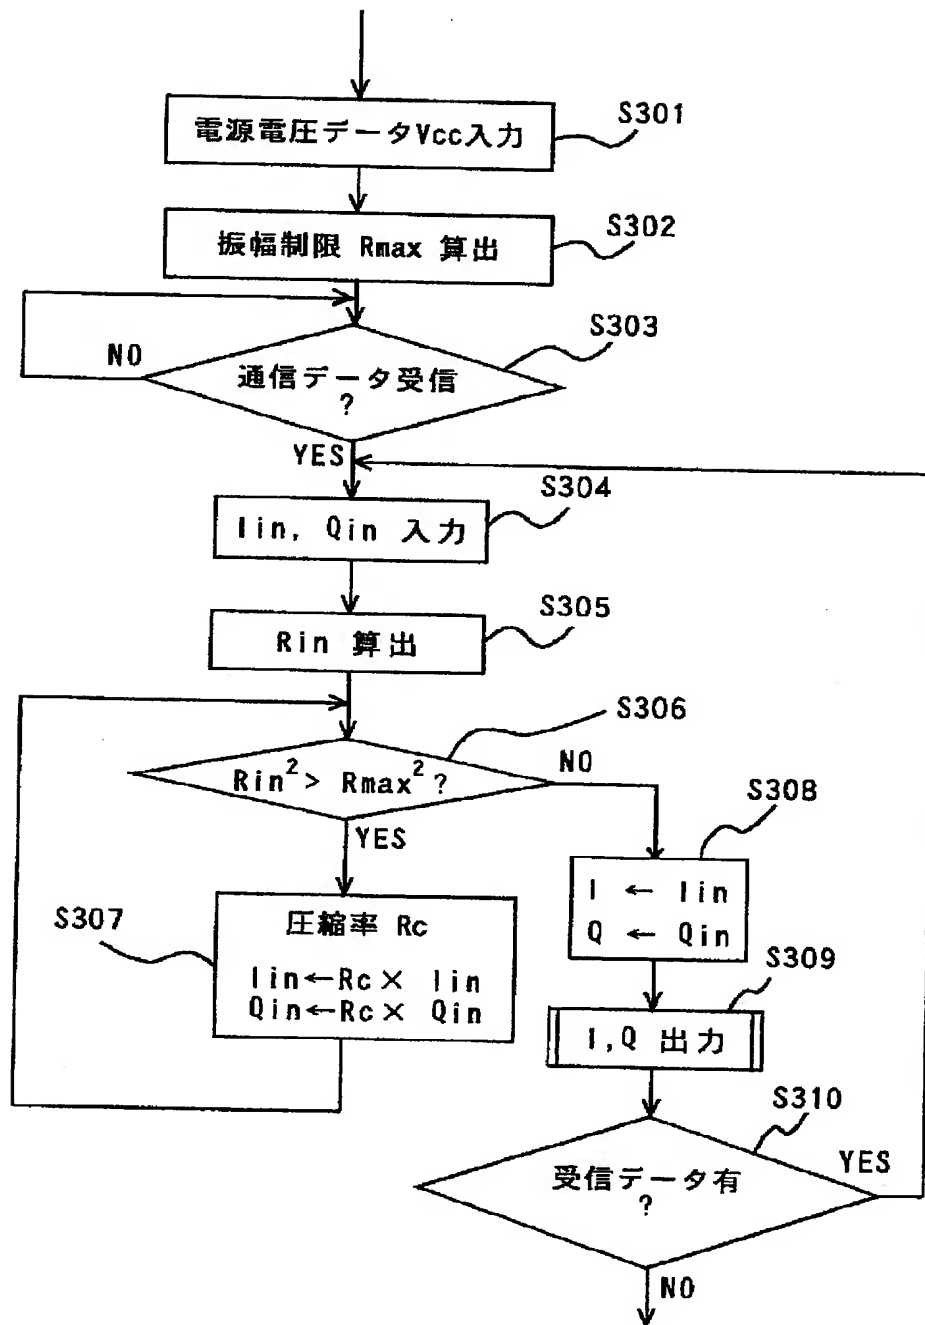 電源電圧データVcc入力
S301
振幅制限 Rmax 算出
S302
S303
NO
通信データ受信
?
YES
S304
Iin, Qin 入力
S305
Rin 算出
S306
Rin² > Rmax² ?
NO
YES
S308
I ← Iin
Q ← Qin
S307
圧縮率 Rc
Iin←Rc× Iin
Qin←Rc× Qin
S309
I,Q 出力
S310
受信データ有
?
YES
NO